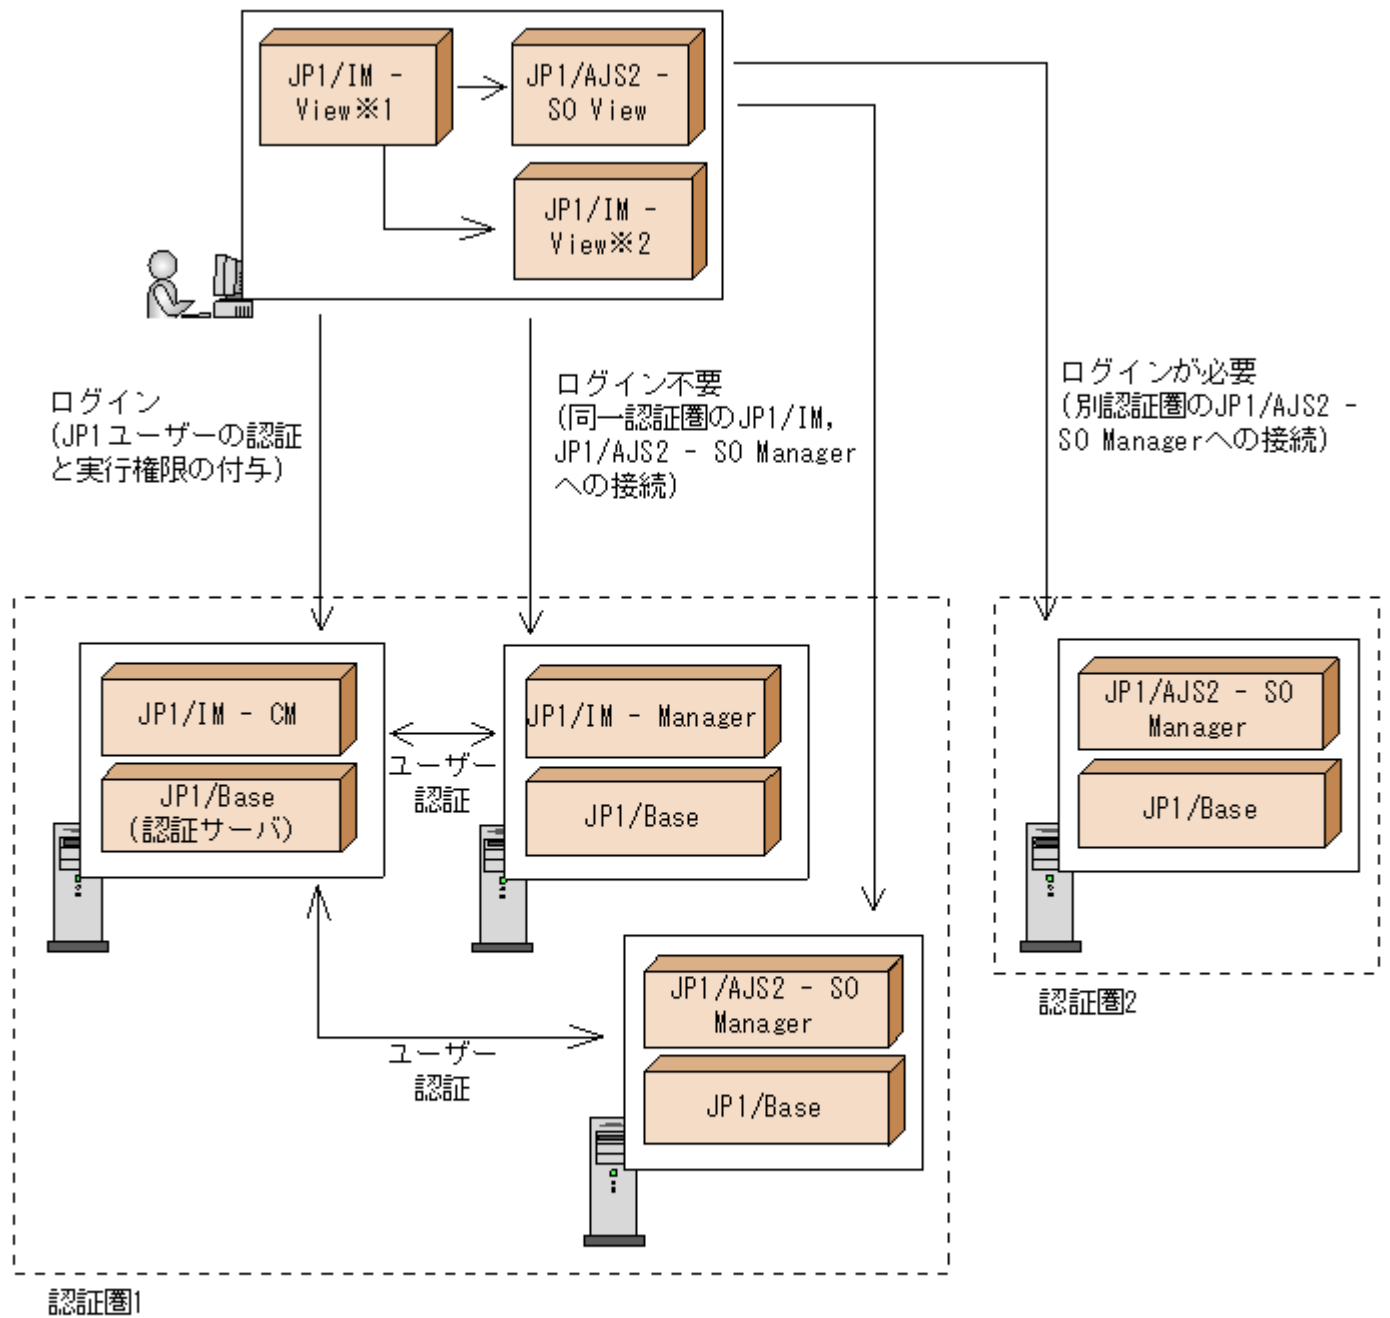 JP1/IM -
View※1
JP1/AJS2 -
SO View
JP1/IM -
View※2
ログイン
（JP1ユーザーの認証
と実行権限の付与）
ログイン不要
（同一認証圏のJP1/IM，
JP1/AJS2 - SO Manager
への接続）
ログインが必要
（別認証圏のJP1/AJS2 -
SO Managerへの接続）
JP1/IM - CM
JP1/Base
（認証サーバ）
ユーザー
認証
JP1/IM - Manager
JP1/Base
JP1/AJS2 - SO
Manager
JP1/Base
認証圏2
ユーザー
認証
JP1/AJS2 - SO
Manager
JP1/Base
認証圏1